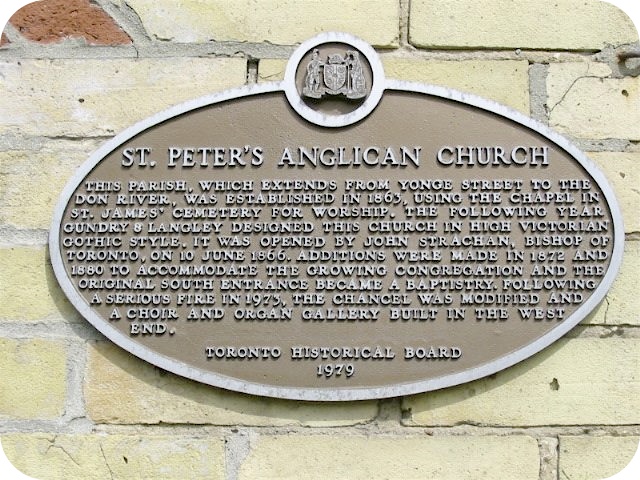 ST. PETER'S ANGLICAN CHURCH
THIS PARISH, WHICH EXTENDS FROM YONGE STREET TO THE
DON RIVER, WAS ESTABLISHED IN 1863, USING THE CHAPEL IN
ST. JAMES' CEMETERY FOR WORSHIP. THE FOLLOWING YEAR
GUNDRY & LANGLEY DESIGNED THIS CHURCH IN HIGH VICTORIAN
GOTHIC STYLE. IT WAS OPENED BY JOHN STRACHAN, BISHOP OF
TORONTO, ON 10 JUNE 1866. ADDITIONS WERE MADE IN 1872 AND
1880 TO ACCOMMODATE THE GROWING CONGREGATION AND THE
ORIGINAL SOUTH ENTRANCE BECAME A BAPTISTRY. FOLLOWING
A SERIOUS FIRE IN 1973, THE CHANCEL WAS MODIFIED AND
A CHOIR AND ORGAN GALLERY BUILT IN THE WEST
END.
TORONTO HISTORICAL BOARD
1979